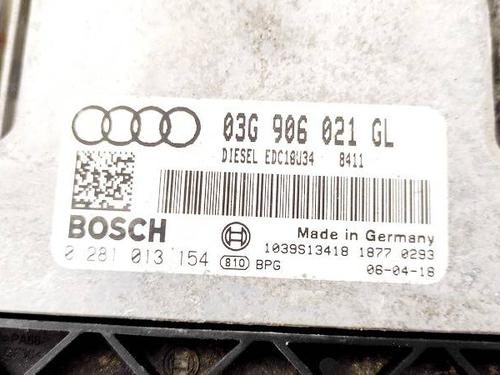 03G 906 021 GL
DIESEL EDC16U34 8411
BOSCH
Made in Germany
0 281 013 154
810 BPG
1039S13418 1877 0293
06-04-18